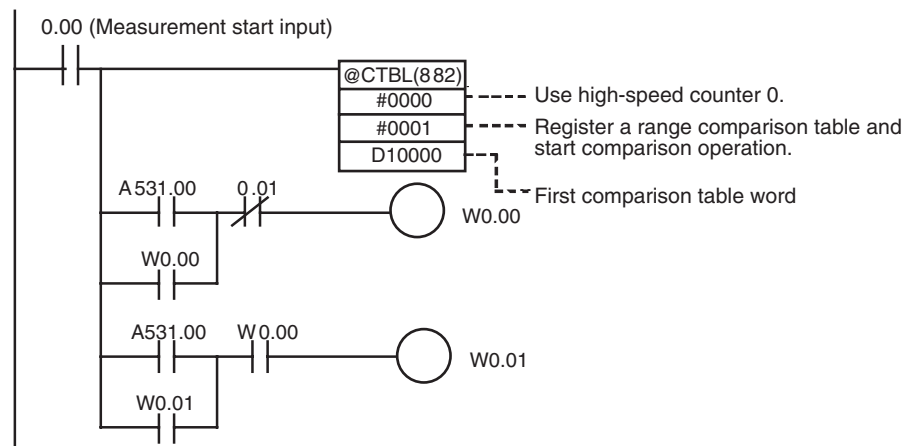 0.00 (Measurement start input)
@CTBL(882)
#0000
Use high-speed counter 0.
#0001
Register a range comparison table and
start comparison operation.
D10000
First comparison table word
A531.00
0.01
W0.00
W0.00
A531.00
W0.00
W0.01
W0.01